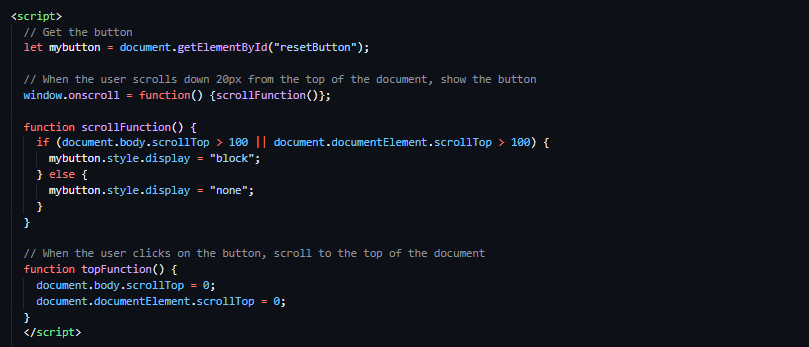 <script>
// Get the button
let mybutton = document.getElementById("resetButton");
// When the user scrolls down 20px from the top of the document, show the button
window.onscroll = function() {scrollFunction()};
function scrollFunction() {
if (document.body.scrollTop > 100 || document.documentElement.scrollTop > 100) {
mybutton.style.display = "block";
} else {
mybutton.style.display = "none";
}
}
// When the user clicks on the button, scroll to the top of the document
function topFunction() {
document.body.scrollTop = 0;
document.documentElement.scrollTop = 0;
}
</script>